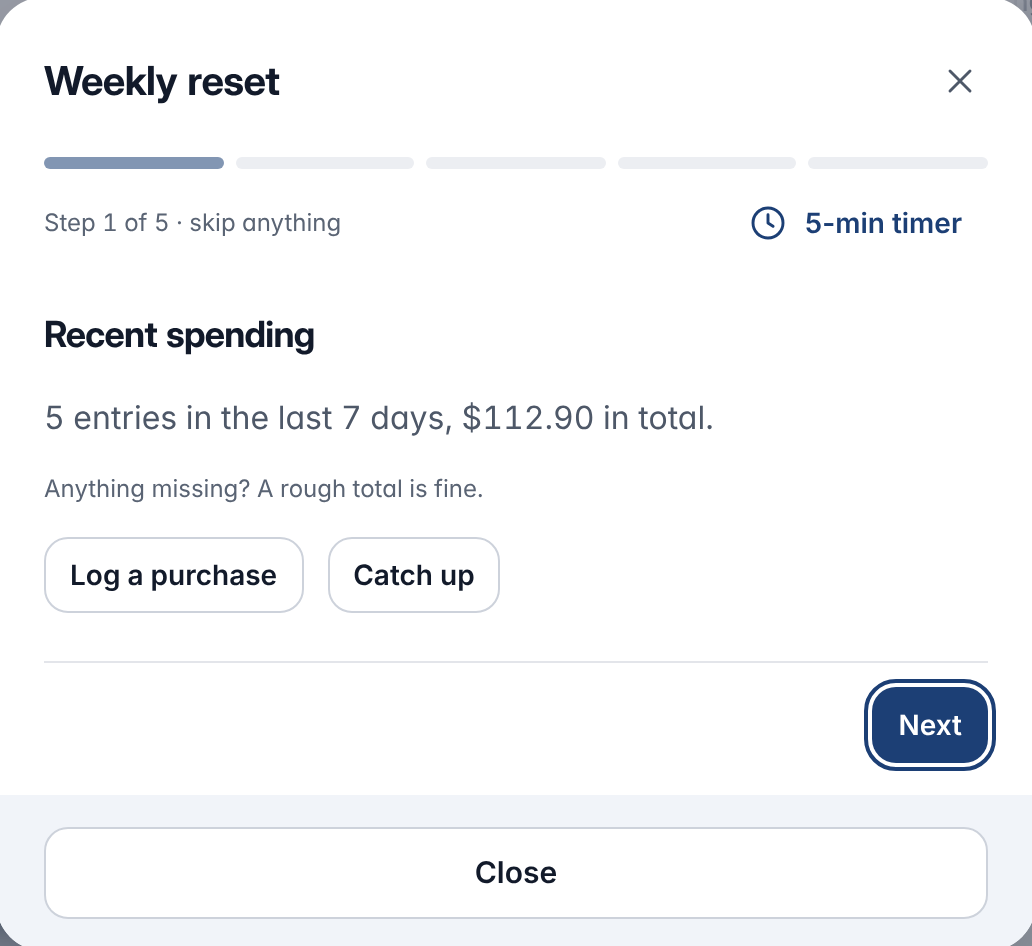 Weekly reset
Step 1 of 5 · skip anything
5-min timer
Recent spending
5 entries in the last 7 days, $112.90 in total.
Anything missing? A rough total is fine.
Log a purchase
Catch up
Next
Close